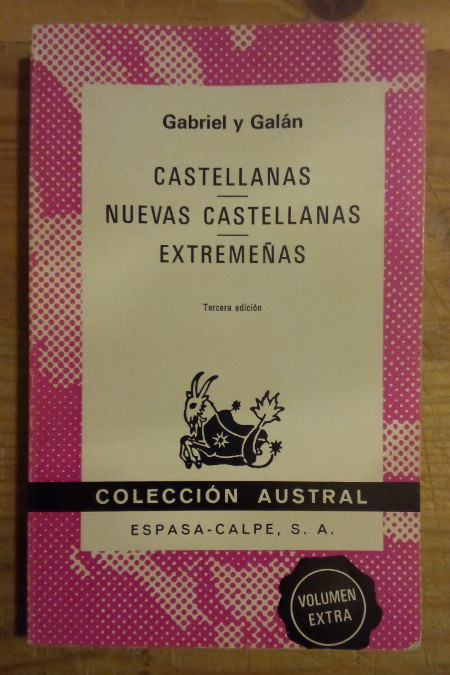 Gabriel y Galán
CASTELLANAS
NUEVAS CASTELLANAS
EXTREMEÑAS
Tercera edición
COLECCIÓN AUSTRAL
ESPASA-CALPE, S. A.
VOLUMEN
EXTRA